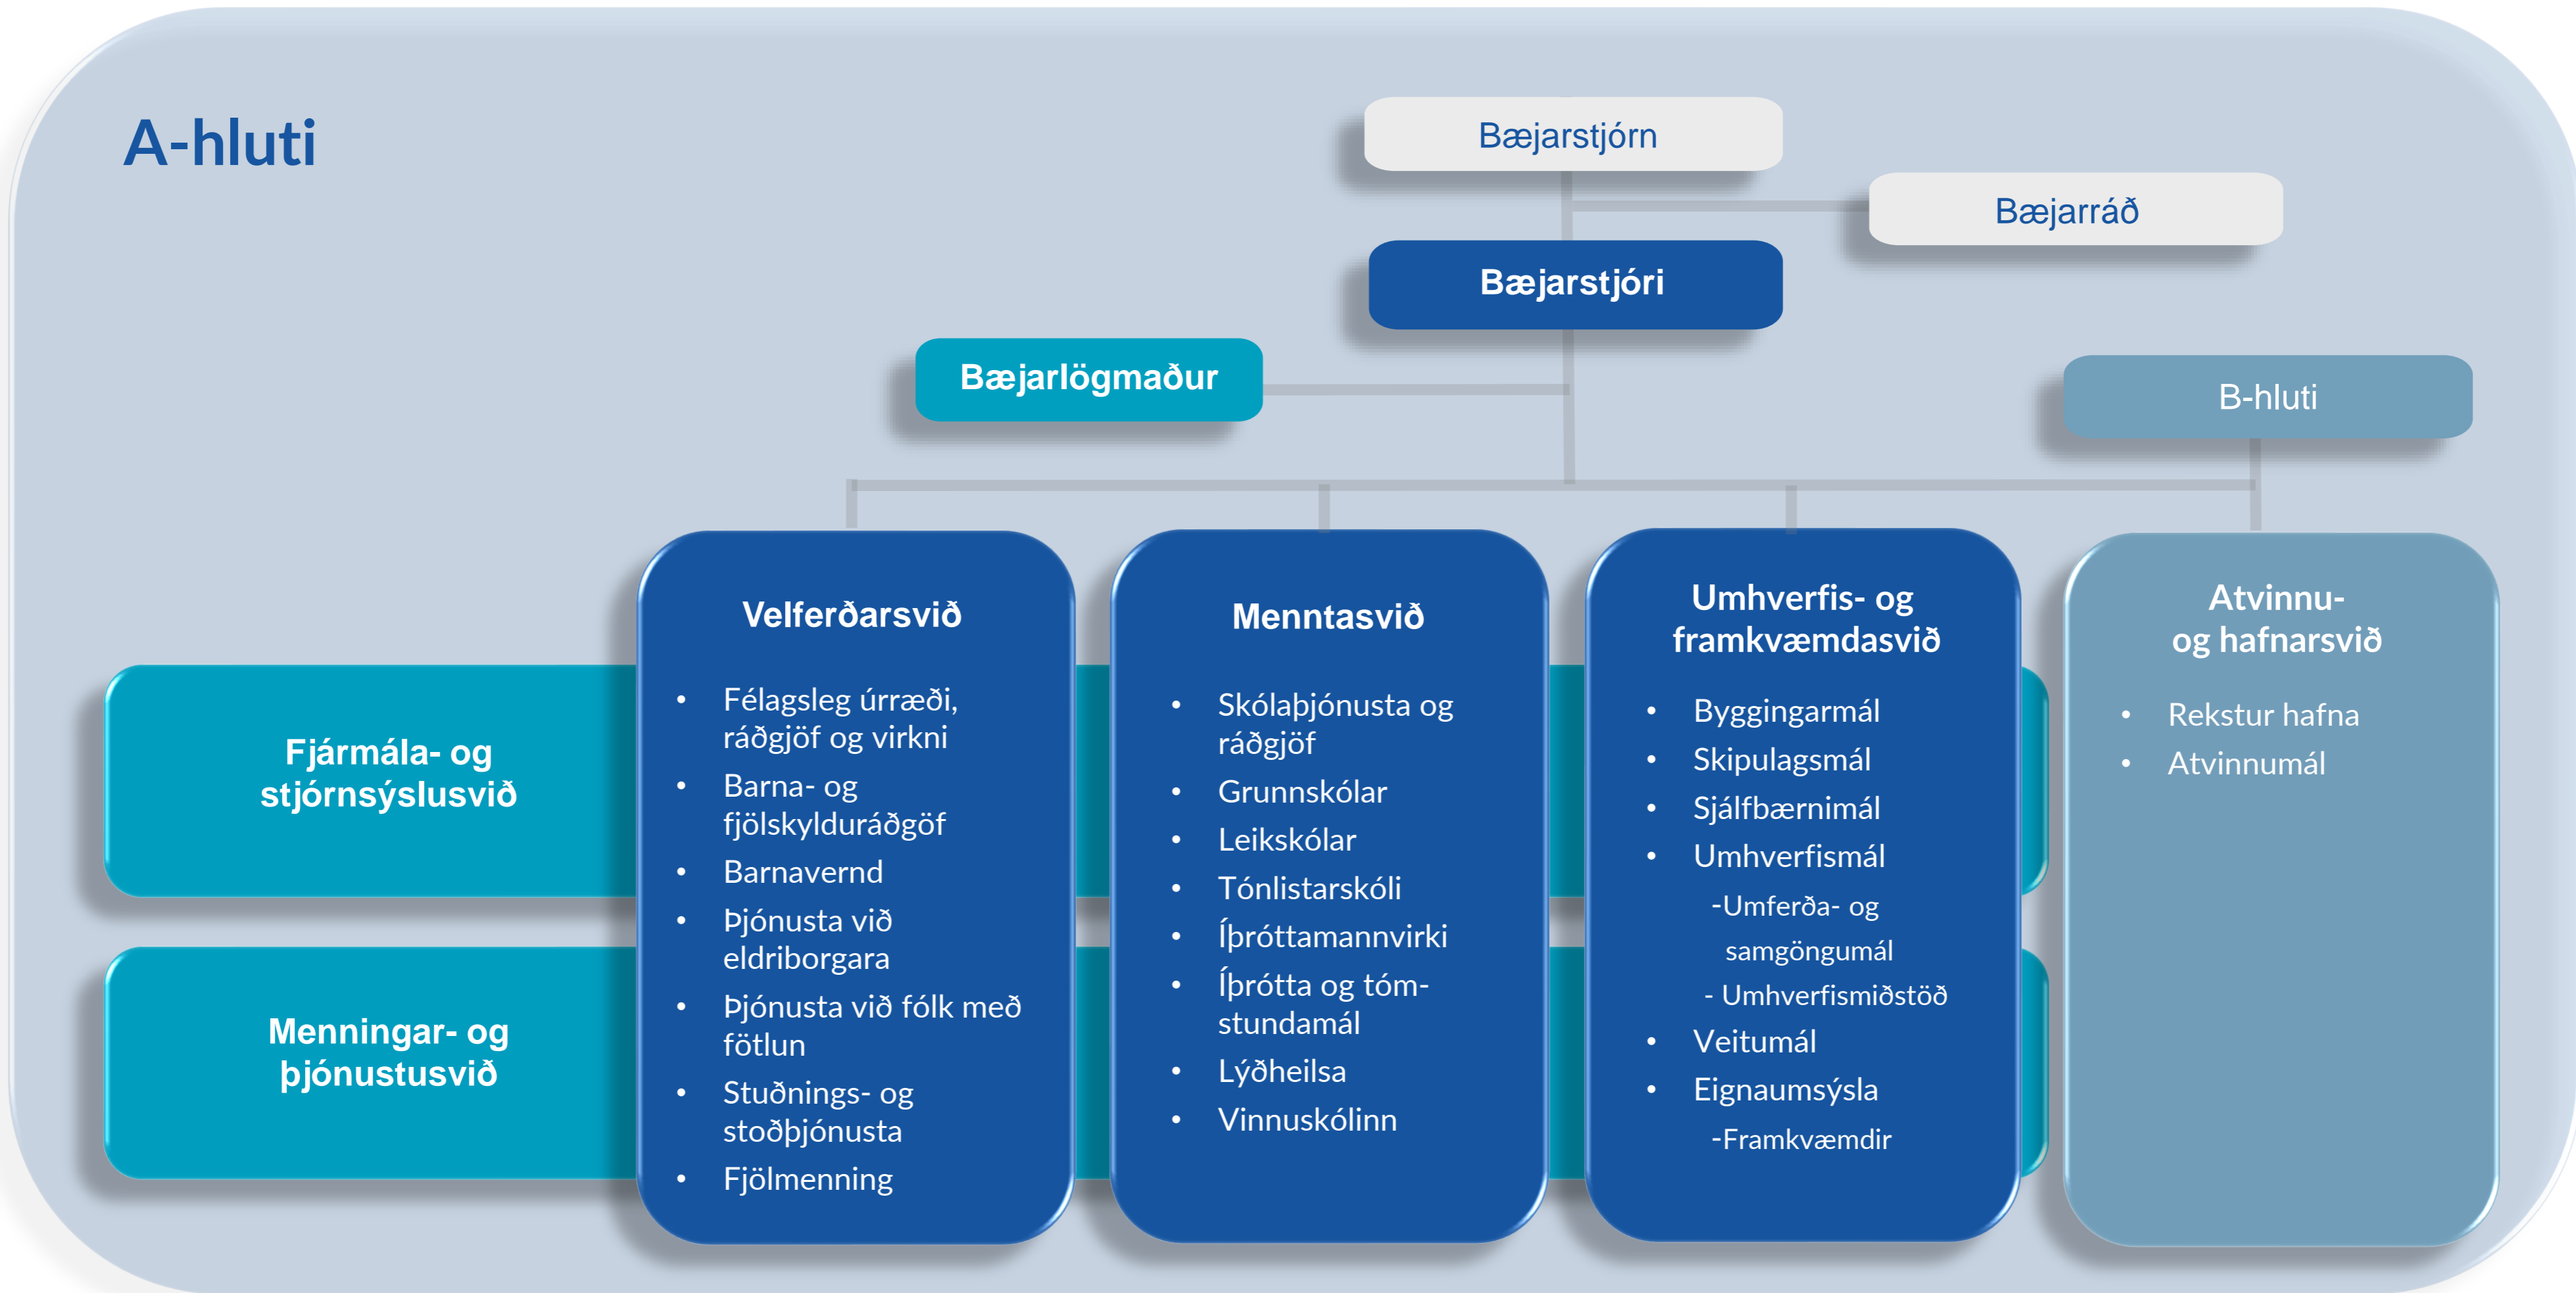 A-hluti
Bæjarstjórn
Bæjarráð
Bæjarstjóri
Bæjarlögmaður
B-hluti
Fjármála- og
stjórnsýslusvið
Menningar- og
þjónustusvið
Velferðarsvið
• Félagsleg úrræði,
ráðgjöf og virkni
• Barna- og
fjölskylduráðgöf
• Barnavernd
• Þjónusta við
eldriborgara
• Þjónusta við fólk með
fötlun
• Stuðnings- og
stoðþjónusta
• Fjölmenning
Menntasvið
• Skólaþjónusta og
ráðgjöf
• Grunnskólar
• Leikskólar
• Tónlistarskóli
• Íþróttamannvirki
• Íþrótta og tóm-
stundamál
• Lýðheilsa
• Vinnuskólinn
Umhverfis- og
framkvæmdasvið
• Byggingarmál
• Skipulagsmál
• Sjálfbærnimál
• Umhverfismál
-Umferða- og
samgöngumál
- Umhverfismiðstöð
• Veitumál
• Eignaumsýsla
-Framkvæmdir
Atvinnu-
og hafnarsvið
• Rekstur hafna
• Atvinnumál